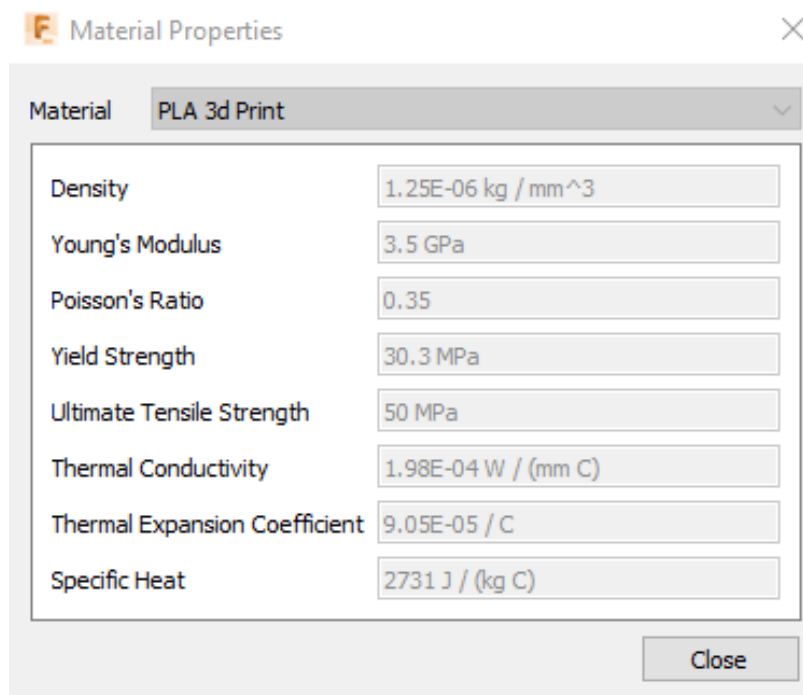 F Material Properties
Material PLA 3d Print
Density 1.25E-06 kg / mm^3
Young's Modulus 3.5 GPa
Poisson's Ratio 0.35
Yield Strength 30.3 MPa
Ultimate Tensile Strength 50 MPa
Thermal Conductivity 1.98E-04 W / (mm C)
Thermal Expansion Coefficient 9.05E-05 / C
Specific Heat 2731 J / (kg C)
Close